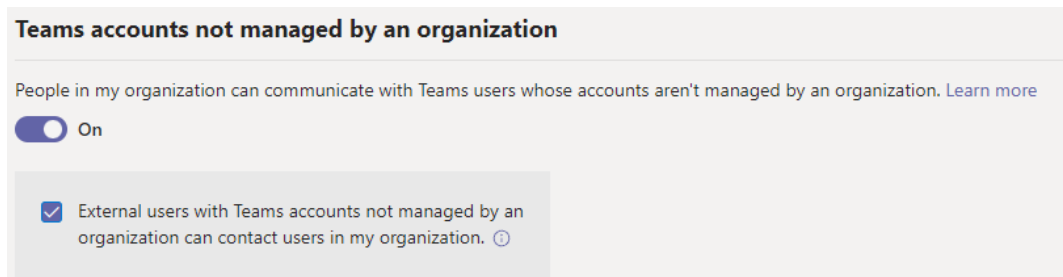 Teams accounts not managed by an organization
People in my organization can communicate with Teams users whose accounts aren't managed by an organization. Learn more
On
External users with Teams accounts not managed by an
organization can contact users in my organization.